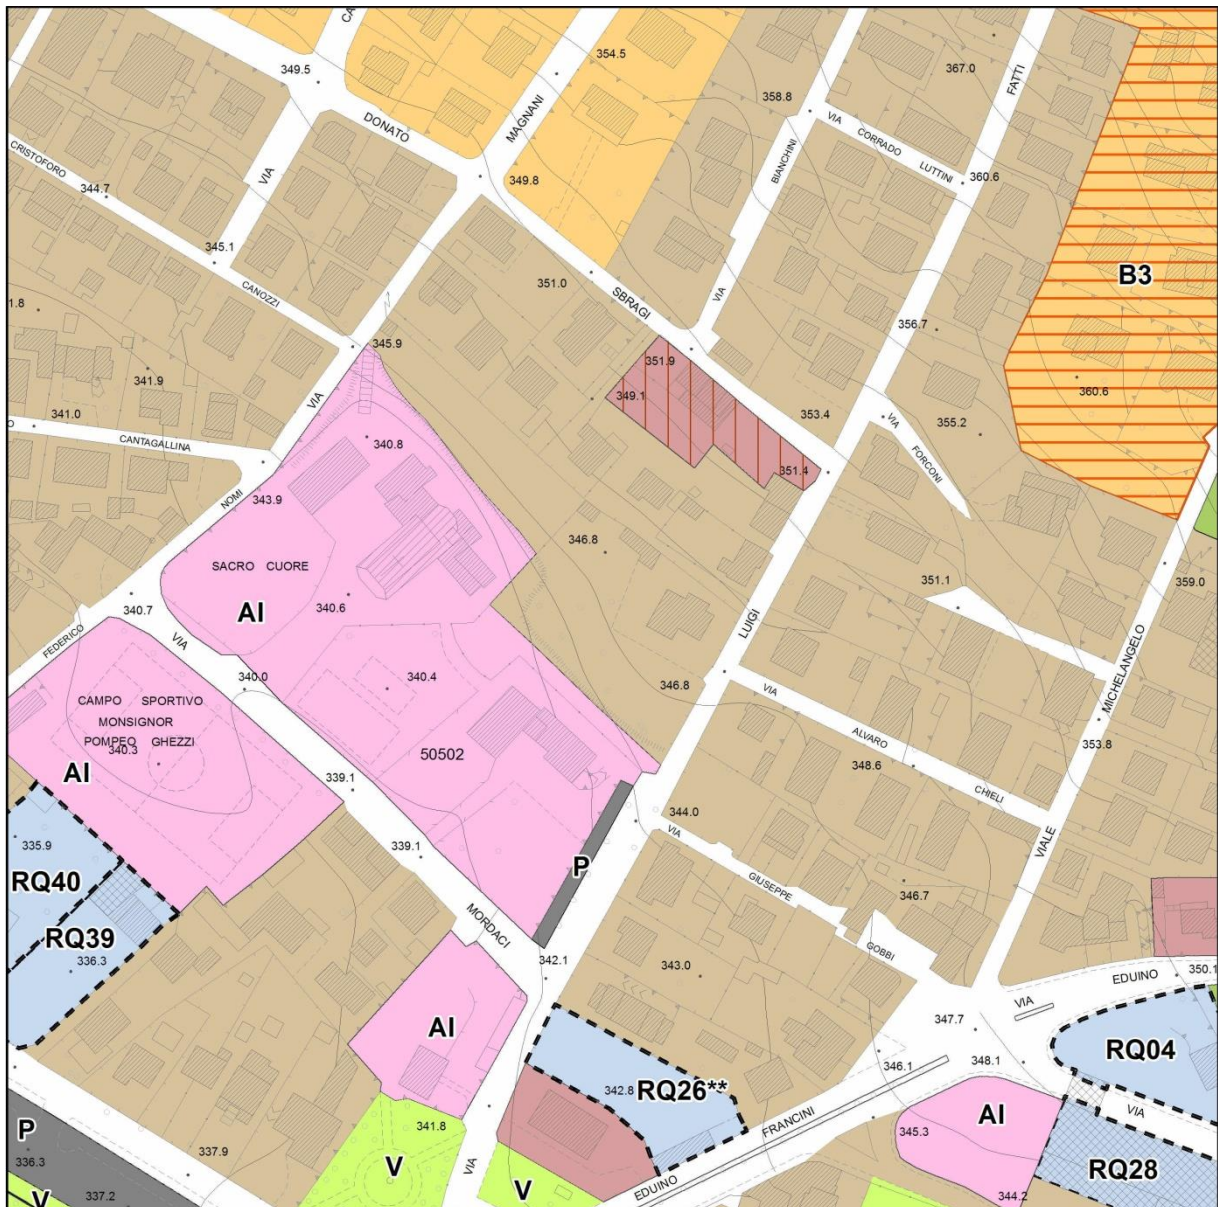 CA
354.5
367.0
349.5
FATTI
358.8
DONATO
MAGNANI
VIA CORRADO LUTTINI
CRISTOFORO
BIANCHINI
344.7
VIA
349.8
360.6
345.1
B3
351.0
CANOZZI
SBRAGI
VIA
1.8
356.7
345.9
351.9
341.9
360.6
349.1
VIA
341.0
353.4
355.2
O
CANTAGALLINA
340.8
VIA FORCONI
351.4
NOMI
343.9
346.8
SACRO CUORE
351.1
359.0
340.6
AI
340.7
LUIGI
FEDERICO
VIA
MICHELANGELO
340.0
340.4
346.8
VIA ALVARO CHIELI
CAMPO SPORTIVO
MONSIGNOR
POMPEO GHEZZI
340.3
353.8
50502
348.6
AI
339.1
344.0
335.9
VIA GIUSEPPE GOBBI
VIALE
339.1
P
RQ40
346.7
MORDACI
RQ39
336.3
342.1
343.0
350.1
EDUINO
VIA
347.7
AI
RQ04
348.1
346.1
342.8
RQ26**
FRANCINI
VIA
341.8
345.3
AI
P
336.3
337.9
V
VIA
RQ28
V
EDUINO
V
337.2
344.2